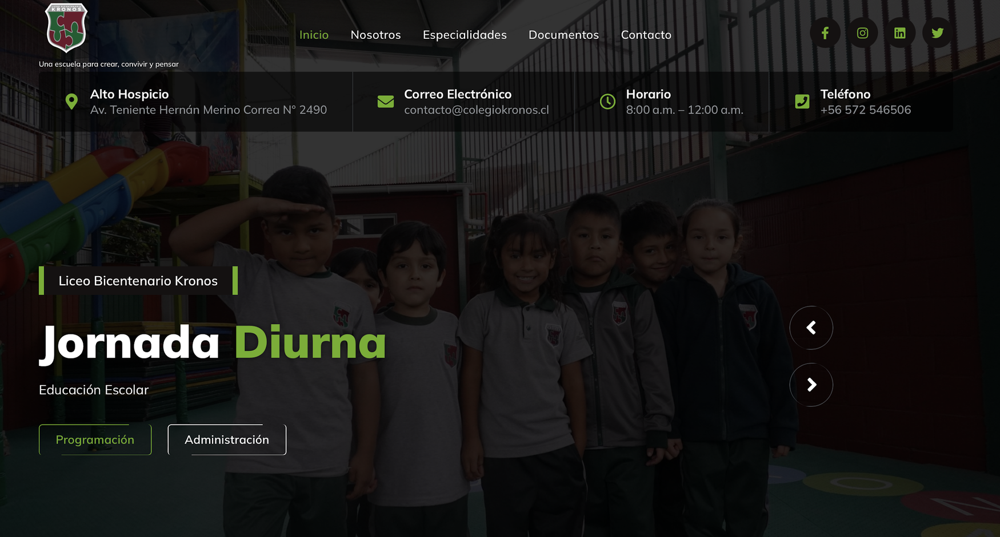 KRONOS
Inicio
Nosotros
Especialidades
Documentos
Contacto
Una escuela para crear, convivir y pensar
Alto Hospicio
Av. Teniente Hernán Merino Correa N° 2490
Correo Electrónico
contacto@colegiokronos.cl
Horario
8:00 a.m. – 12:00 a.m.
Teléfono
+56 572 546506
Liceo Bicentenario Kronos
Jornada Diurna
Educación Escolar
Programación
Administración
N